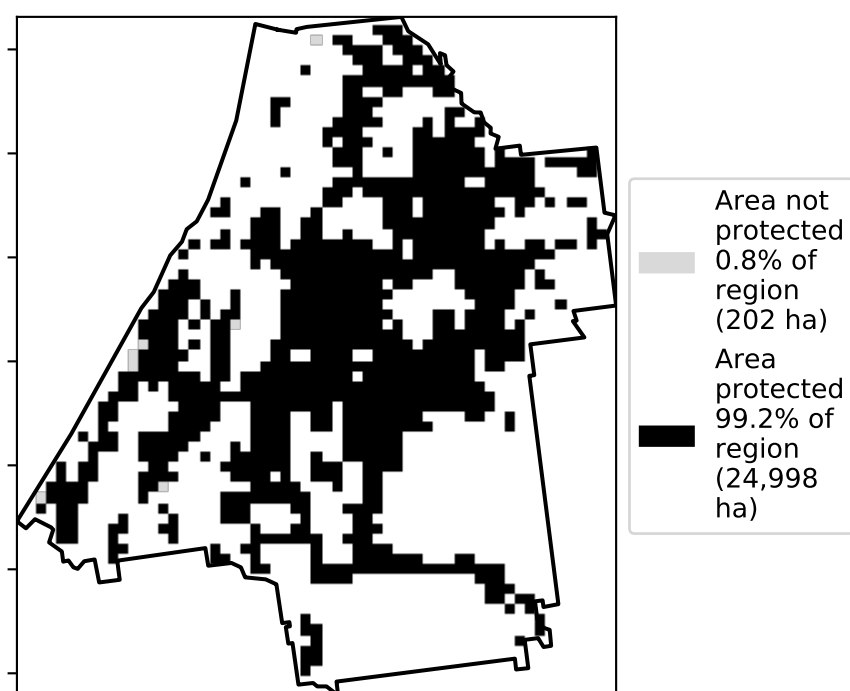 Area not
protected
0.8% of
region
(202 ha)
Area
protected
99.2% of
region
(24,998
ha)